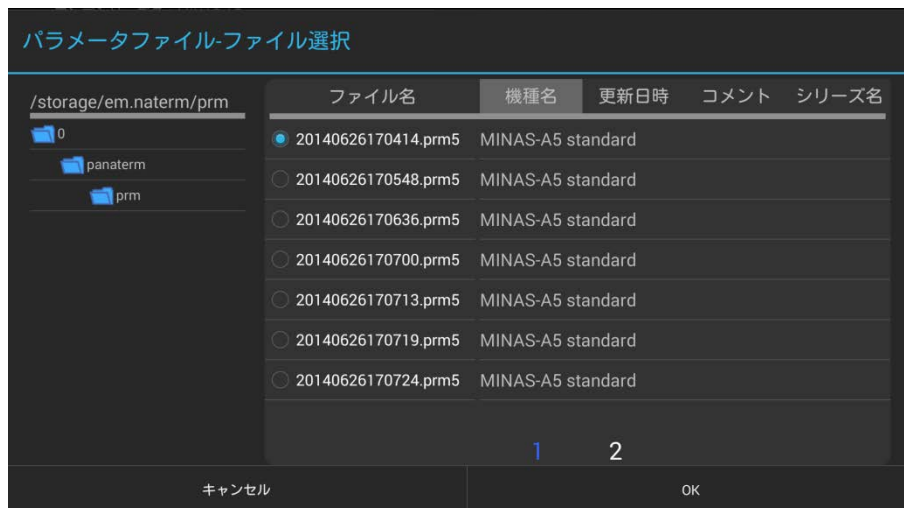 パラメータファイル-ファイル選択
/storage/em.naterm/prm
0
panaterm
prm
ファイル名 機種名 更新日時 コメント シリーズ名
20140626170414.prm5 MINAS-A5 standard
20140626170548.prm5 MINAS-A5 standard
20140626170636.prm5 MINAS-A5 standard
20140626170700.prm5 MINAS-A5 standard
20140626170713.prm5 MINAS-A5 standard
20140626170719.prm5 MINAS-A5 standard
20140626170724.prm5 MINAS-A5 standard
1 2
キャンセル OK